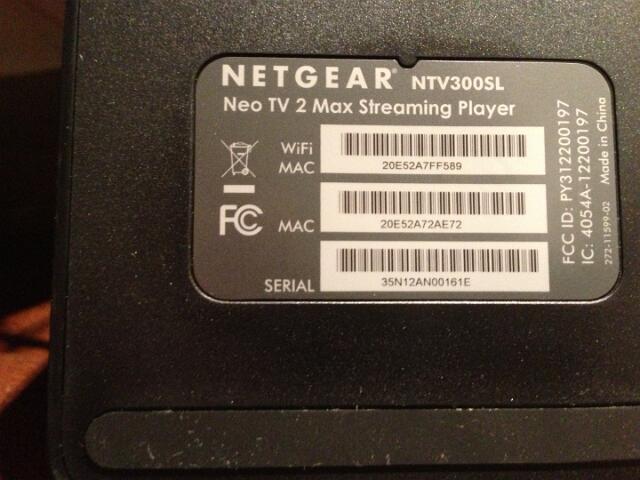 NETGEAR® NTV300SL
Neo TV 2 Max Streaming Player
WiFi
MAC
20E52A7FF589
FC
MAC
20E52A72AE72
SERIAL
35N12AN00161E
FCC ID: PY312200197
IC: 4054A-12200197
272-11599-02 Made in China